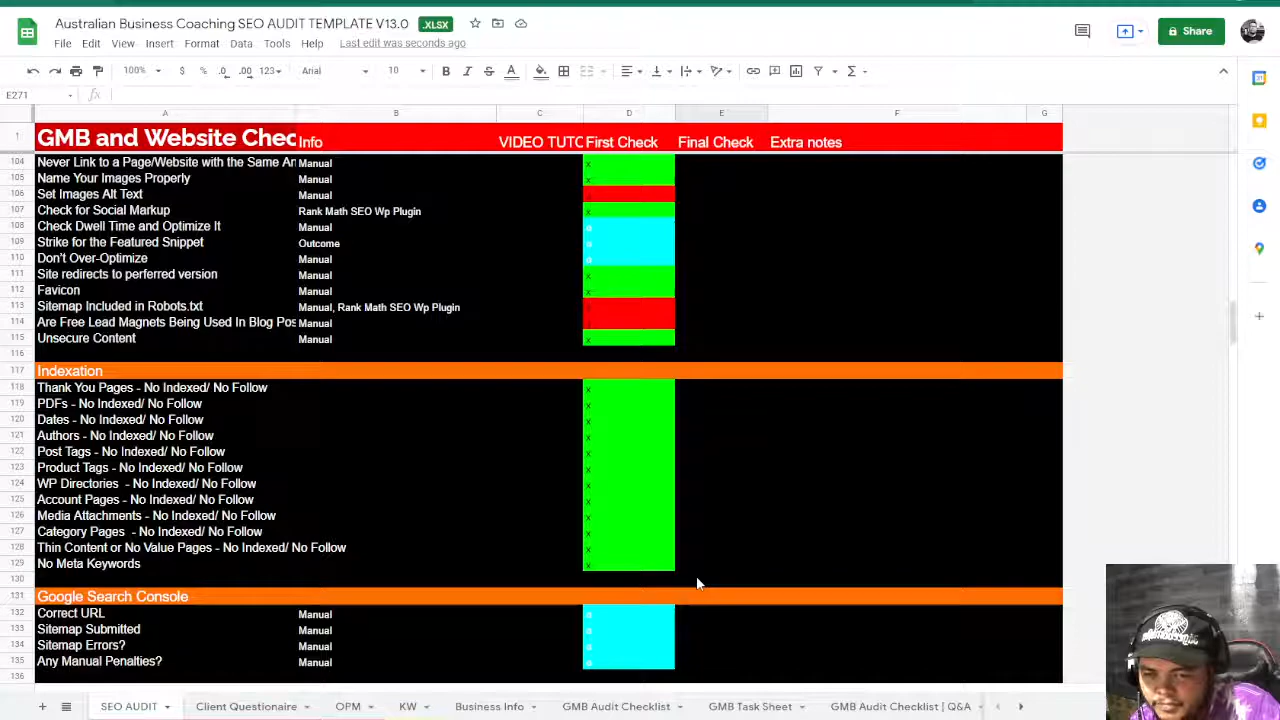 Australian Business Coaching SEO AUDIT TEMPLATE V13.0 .XLSX
File Edit View Insert Format Data Tools Help Last edit was seconds ago
Share
100% $ % .0 .00 123 Arial 10 B I S A
E271 fx
A B C D E F G
1 GMB and Website Chec Info VIDEO TUTC First Check Final Check Extra notes
104 Never Link to a Page/Website with the Same An Manual x
105 Name Your Images Properly Manual x
106 Set Images Alt Text Manual
107 Check for Social Markup Rank Math SEO Wp Plugin x
108 Check Dwell Time and Optimize It Manual
109 Strike for the Featured Snippet Outcome
110 Don't Over-Optimize Manual
111 Site redirects to perferred version Manual x
112 Favicon Manual x
113 Sitemap Included in Robots.txt Manual, Rank Math SEO Wp Plugin
114 Are Free Lead Magnets Being Used In Blog Pos Manual
115 Unsecure Content Manual x
116
117 Indexation
118 Thank You Pages - No Indexed/ No Follow x
119 PDFs - No Indexed/ No Follow x
120 Dates - No Indexed/ No Follow x
121 Authors - No Indexed/ No Follow x
122 Post Tags - No Indexed/ No Follow x
123 Product Tags - No Indexed/ No Follow x
124 WP Directories - No Indexed/ No Follow x
125 Account Pages - No Indexed/ No Follow x
126 Media Attachments - No Indexed/ No Follow x
127 Category Pages - No Indexed/ No Follow x
128 Thin Content or No Value Pages - No Indexed/ No Follow x
129 No Meta Keywords x
130
131 Google Search Console
132 Correct URL Manual
133 Sitemap Submitted Manual
134 Sitemap Errors? Manual
135 Any Manual Penalties? Manual
136
SEO AUDIT Client Questionaire OPM KW Business Info GMB Audit Checklist GMB Task Sheet GMB Audit Checklist | Q&A